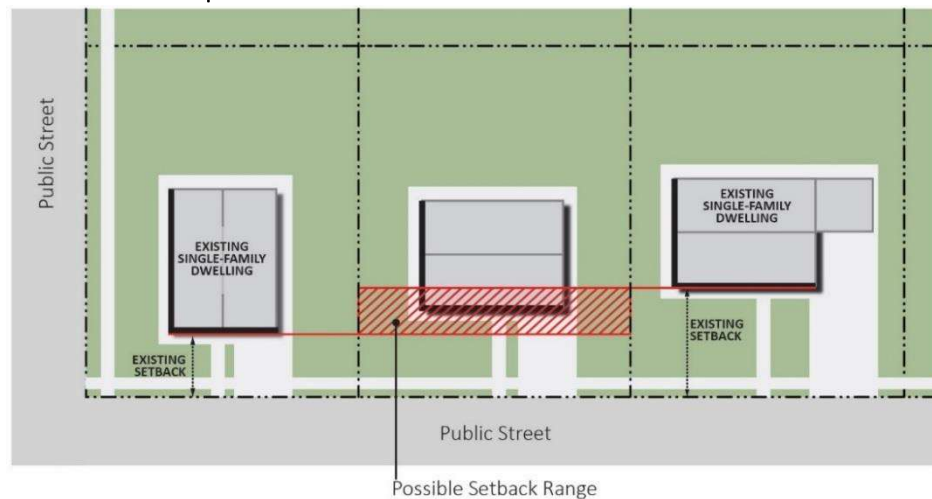 Public Street
EXISTING
SINGLE-FAMILY
DWELLING
EXISTING
SINGLE-FAMILY
DWELLING
EXISTING
SETBACK
EXISTING
SETBACK
Public Street
Possible Setback Range